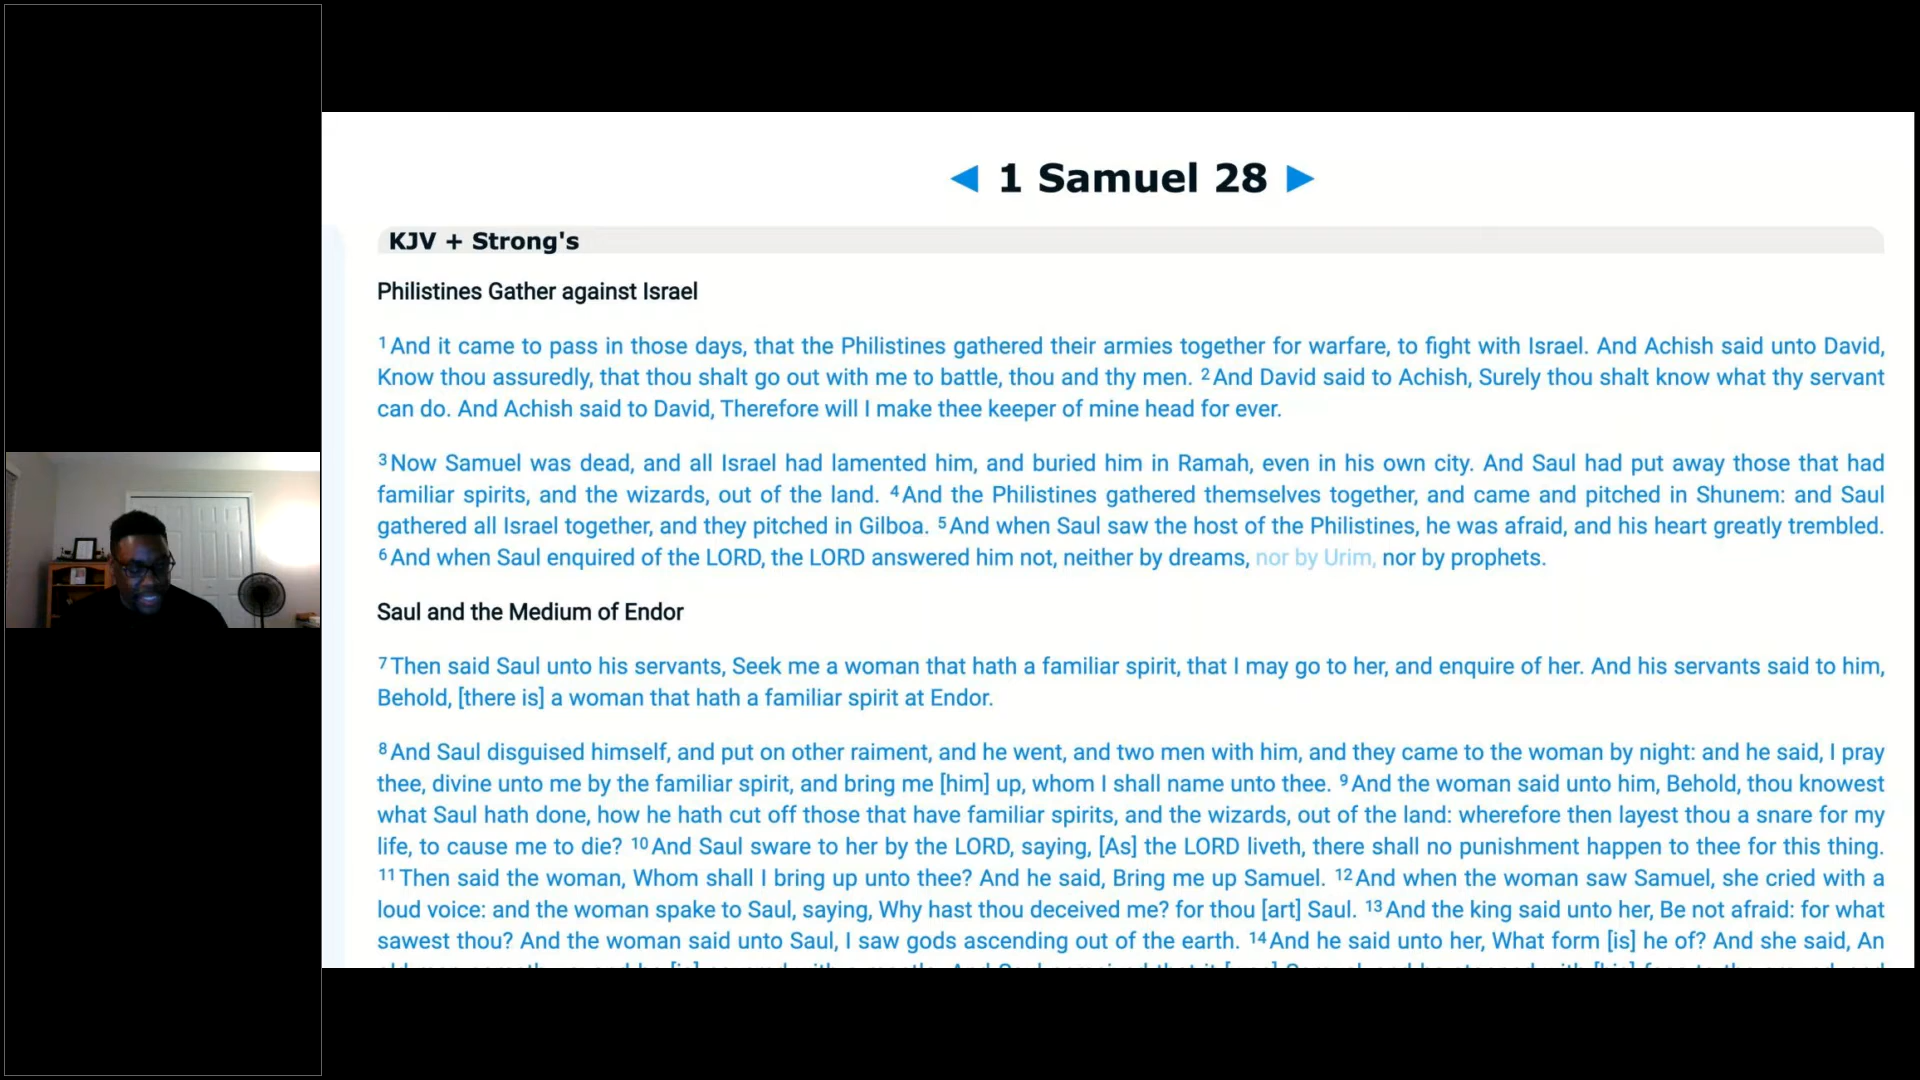 ◄ 1 Samuel 28 ►
KJV + Strong's
Philistines Gather against Israel
1 And it came to pass in those days, that the Philistines gathered their armies together for warfare, to fight with Israel. And Achish said unto David,
Know thou assuredly, that thou shalt go out with me to battle, thou and thy men. 2 And David said to Achish, Surely thou shalt know what thy servant
can do. And Achish said to David, Therefore will I make thee keeper of mine head for ever.
3 Now Samuel was dead, and all Israel had lamented him, and buried him in Ramah, even in his own city. And Saul had put away those that had
familiar spirits, and the wizards, out of the land. 4 And the Philistines gathered themselves together, and came and pitched in Shunem: and Saul
gathered all Israel together, and they pitched in Gilboa. 5 And when Saul saw the host of the Philistines, he was afraid, and his heart greatly trembled.
6 And when Saul enquired of the LORD, the LORD answered him not, neither by dreams, nor by Urim, nor by prophets.
Saul and the Medium of Endor
7 Then said Saul unto his servants, Seek me a woman that hath a familiar spirit, that I may go to her, and enquire of her. And his servants said to him,
Behold, [there is] a woman that hath a familiar spirit at Endor.
8 And Saul disguised himself, and put on other raiment, and he went, and two men with him, and they came to the woman by night: and he said, I pray
thee, divine unto me by the familiar spirit, and bring me [him] up, whom I shall name unto thee. 9 And the woman said unto him, Behold, thou knowest
what Saul hath done, how he hath cut off those that have familiar spirits, and the wizards, out of the land: wherefore then layest thou a snare for my
life, to cause me to die? 10 And Saul sware to her by the LORD, saying, [As] the LORD liveth, there shall no punishment happen to thee for this thing.
11 Then said the woman, Whom shall I bring up unto thee? And he said, Bring me up Samuel. 12 And when the woman saw Samuel, she cried with a
loud voice: and the woman spake to Saul, saying, Why hast thou deceived me? for thou [art] Saul. 13 And the king said unto her, Be not afraid: for what
sawest thou? And the woman said unto Saul, I saw gods ascending out of the earth. 14 And he said unto her, What form [is] he of? And she said, An